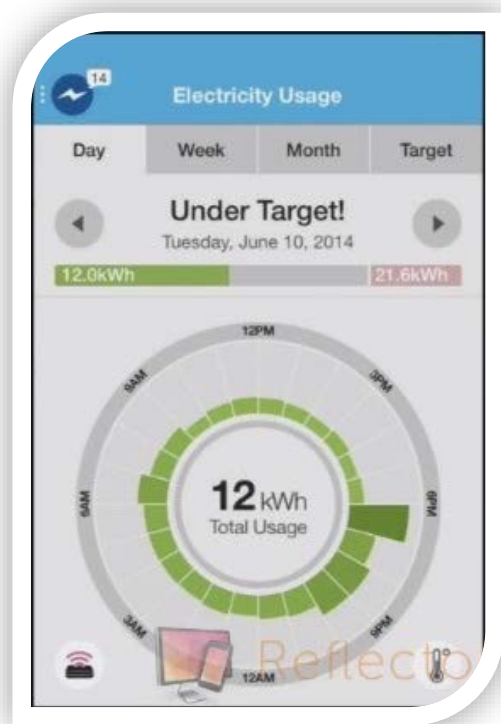 14
Electricity Usage
Day Week Month Target
Under Target!
Tuesday, June 10, 2014
12.0kWh 21.6kWh
12PM
9AM 3PM
6AM 12 kWh 6PM
Total Usage
3AM 9PM
12AM
Reflecto